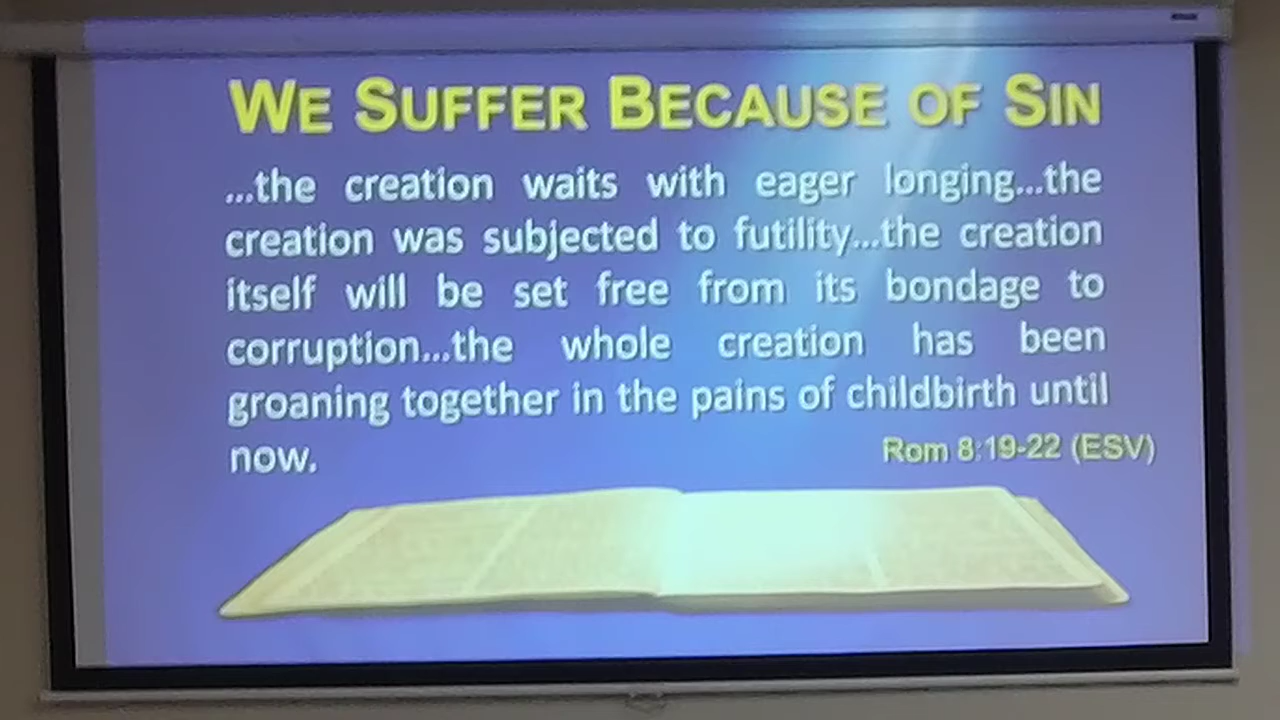 WE SUFFER BECAUSE OF SIN
...the creation waits with eager longing...the
creation was subjected to futility...the creation
itself will be set free from its bondage to
corruption...the whole creation has been
groaning together in the pains of childbirth until
now.
Rom 8:19-22 (ESV)